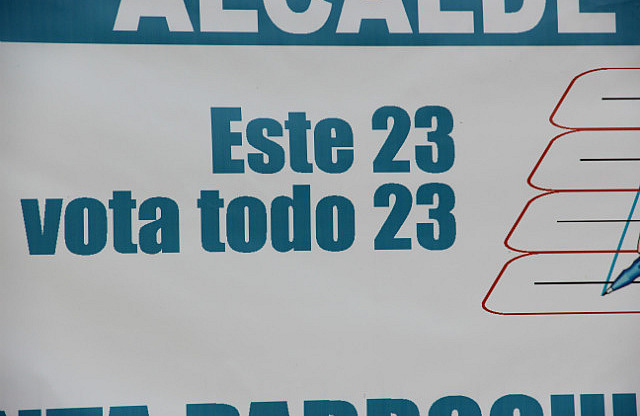 ALCALDE
Este 23
vota todo 23